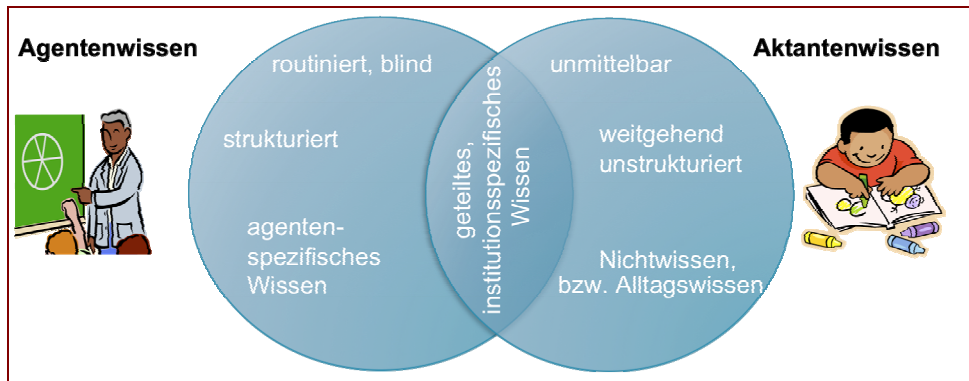 Agentenwissen
Aktantenwissen
routiniert, blind
strukturiert
agenten-
spezifisches
Wissen
geteiltes,
institutionsspezifisches
Wissen
unmittelbar
weitgehend
unstrukturiert
Nichtwissen,
bzw. Alltagswissen